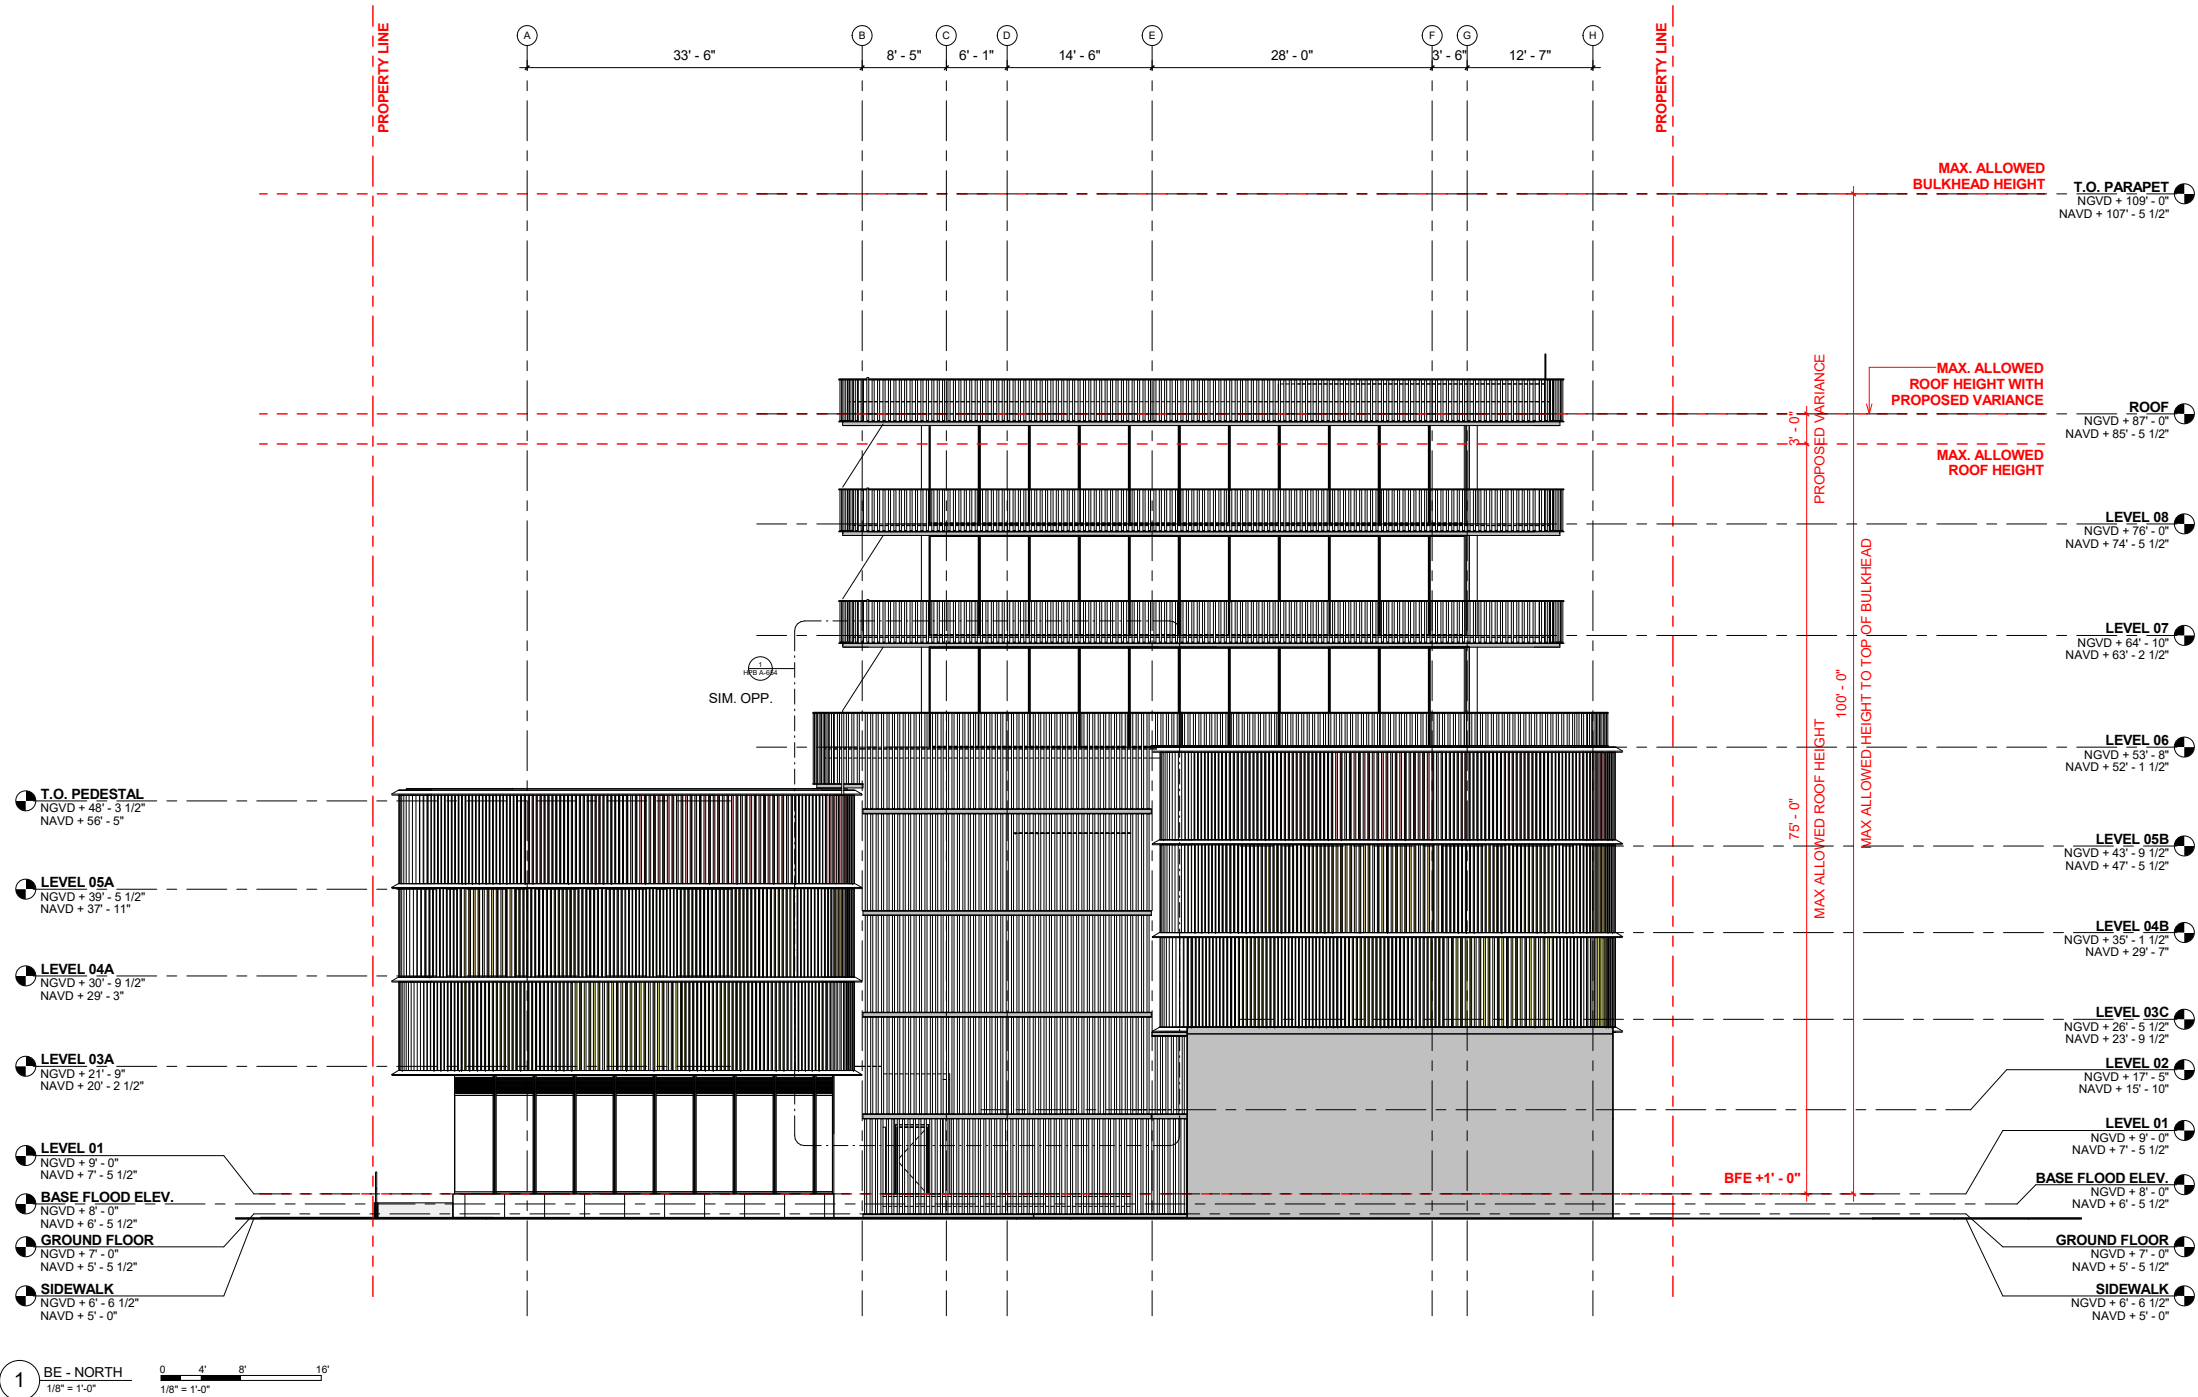 PROPERTY LINE
A
B
C
D
E
F
G
H
PROPERTY LINE
33' - 6"
8' - 5"
6' - 1"
14' - 6"
28' - 0"
3' - 6"
12' - 7"
MAX. ALLOWED
BULKHEAD HEIGHT
T.O. PARAPET
NGVD + 109' - 0"
NAVD + 107' - 5 1/2"
MAX. ALLOWED
ROOF HEIGHT WITH
PROPOSED VARIANCE
ROOF
NGVD + 87' - 0"
NAVD + 85' - 5 1/2"
3' - 0"
PROPOSED VARIANCE
MAX. ALLOWED
ROOF HEIGHT
LEVEL 08
NGVD + 76' - 0"
NAVD + 74' - 5 1/2"
LEVEL 07
NGVD + 64' - 10"
NAVD + 63' - 2 1/2"
1
SIM. OPP.
100' - 0"
MAX ALLOWED HEIGHT TO TOP OF BULKHEAD
75' - 0"
MAX ALLOWED ROOF HEIGHT
LEVEL 06
NGVD + 53' - 8"
NAVD + 52' - 1 1/2"
T.O. PEDESTAL
NGVD + 48' - 3 1/2"
NAVD + 56' - 5"
LEVEL 05B
NGVD + 43' - 9 1/2"
NAVD + 47' - 5 1/2"
LEVEL 05A
NGVD + 39' - 5 1/2"
NAVD + 37' - 11"
LEVEL 04B
NGVD + 35' - 1 1/2"
NAVD + 29' - 7"
LEVEL 04A
NGVD + 30' - 9 1/2"
NAVD + 29' - 3"
LEVEL 03C
NGVD + 26' - 5 1/2"
NAVD + 23' - 9 1/2"
LEVEL 03A
NGVD + 21' - 9"
NAVD + 20' - 2 1/2"
LEVEL 02
NGVD + 17' - 5"
NAVD + 15' - 10"
LEVEL 01
NGVD + 9' - 0"
NAVD + 7' - 5 1/2"
LEVEL 01
NGVD + 9' - 0"
NAVD + 7' - 5 1/2"
BFE +1' - 0"
BASE FLOOD ELEV.
NGVD + 8' - 0"
NAVD + 6' - 5 1/2"
BASE FLOOD ELEV.
NGVD + 8' - 0"
NAVD + 6' - 5 1/2"
GROUND FLOOR
NGVD + 7' - 0"
NAVD + 5' - 5 1/2"
GROUND FLOOR
NGVD + 7' - 0"
NAVD + 5' - 5 1/2"
SIDEWALK
NGVD + 6' - 6 1/2"
NAVD + 5' - 0"
SIDEWALK
NGVD + 6' - 6 1/2"
NAVD + 5' - 0"
1
BE - NORTH
1/8" = 1'-0"
0 4' 8' 16'
1/8" = 1'-0"